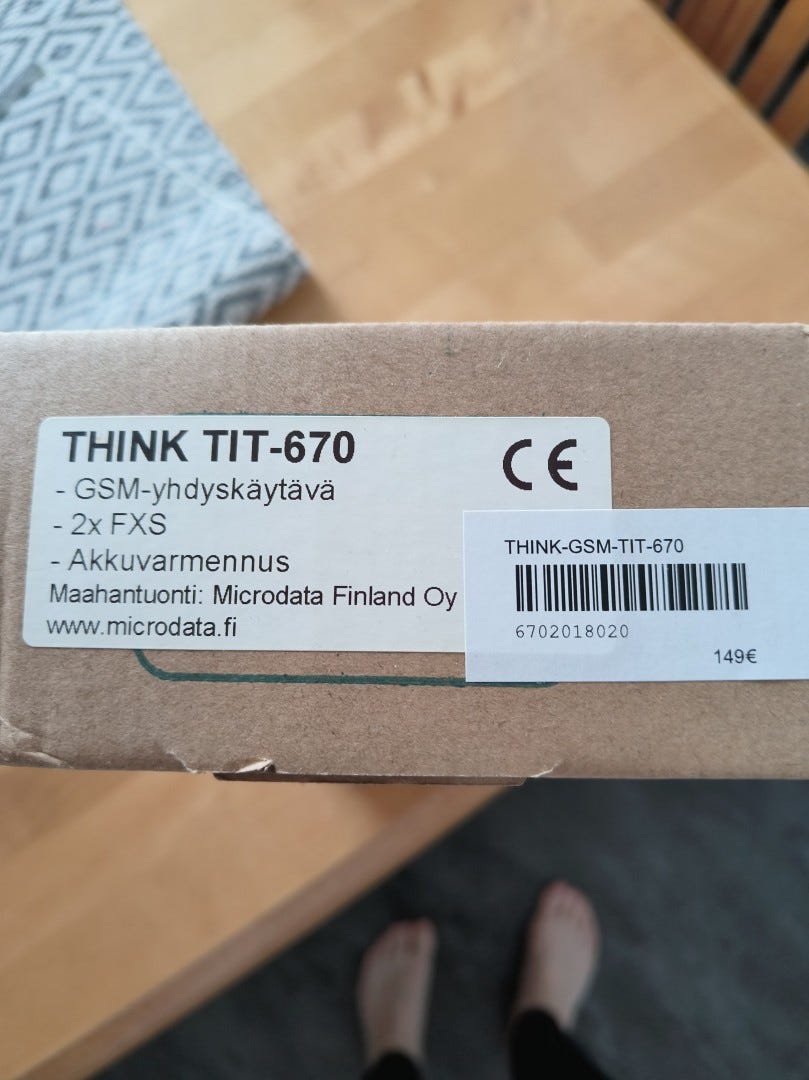 THINK TIT-670
CE
- GSM-yhdyskäytävä
- 2x FXS
- Akkuvarmennus
Maahantuonti: Microdata Finland Oy
www.microdata.fi
THINK-GSM-TIT-670
6702018020
149€